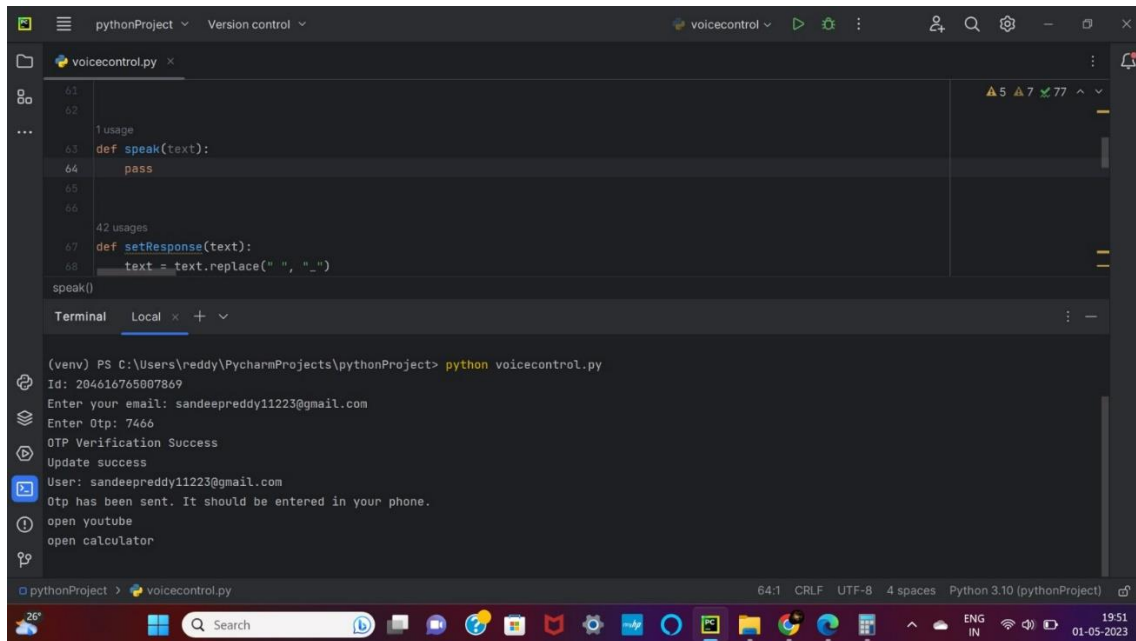 pythonProject Version control voicecontrol
voicecontrol.py
61
5 7 77
62
1 usage
63 def speak(text):
64 pass
65
66
42 usages
67 def setResponse(text):
68 text = text.replace(" ", "_")
speak()
Terminal Local
(venv) PS C:\Users\reddy\PycharmProjects\pythonProject> python voicecontrol.py
Id: 204616765007869
Enter your email: sandeepreddy11223@gmail.com
Enter Otp: 7466
OTP Verification Success
Update success
User: sandeepreddy11223@gmail.com
Otp has been sent. It should be entered in your phone.
open youtube
open calculator
pythonProject > voicecontrol.py 64:1 CRLF UTF-8 4 spaces Python 3.10 (pythonProject)
26° Search ENG IN 19:51 01-05-2023